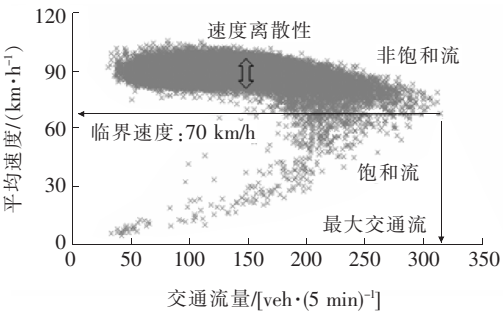 120
90
60
30
0
平均速度/(km·h⁻¹)
速度离散性
非饱和流
临界速度:70 km/h
饱和流
最大交通流
0 50 100 150 200 250 300 350
交通流量/[veh·(5 min)⁻¹]